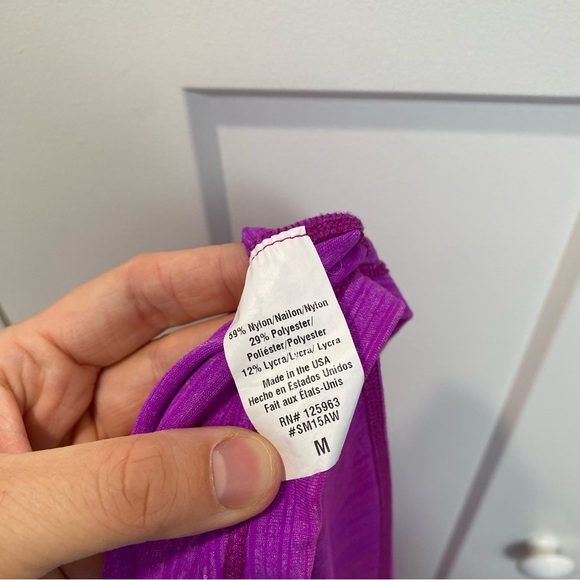 59% Nylon/Nailon/Nylon
29% Polyester/
Poliéster/Polyester
12% Lycra/Lycra/ Lycra
Made in the USA
Hecho en Estados Unidos
Fait aux États-Unis
RN# 125963
#SM15AW
M